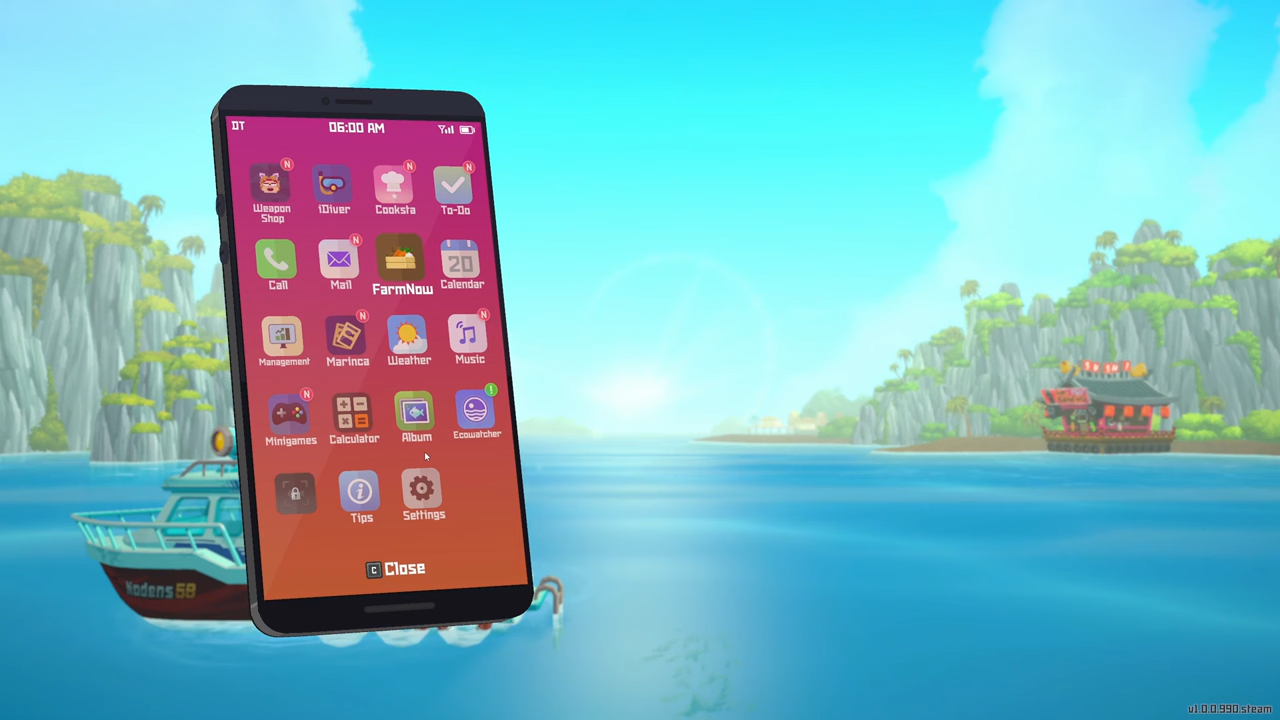 DT
06:00 AM
N
N
N
Weapon
Shop
iDiver
Cooksta
To-Do
N
20
Call
Mail
FarmNow
Calendar
N
N
Management
Marinca
Weather
Music
N
!
Minigames
Calculator
Album
Ecowatcher
Tips
Settings
C Close
Nodens 58
v1.0.0.990.steam